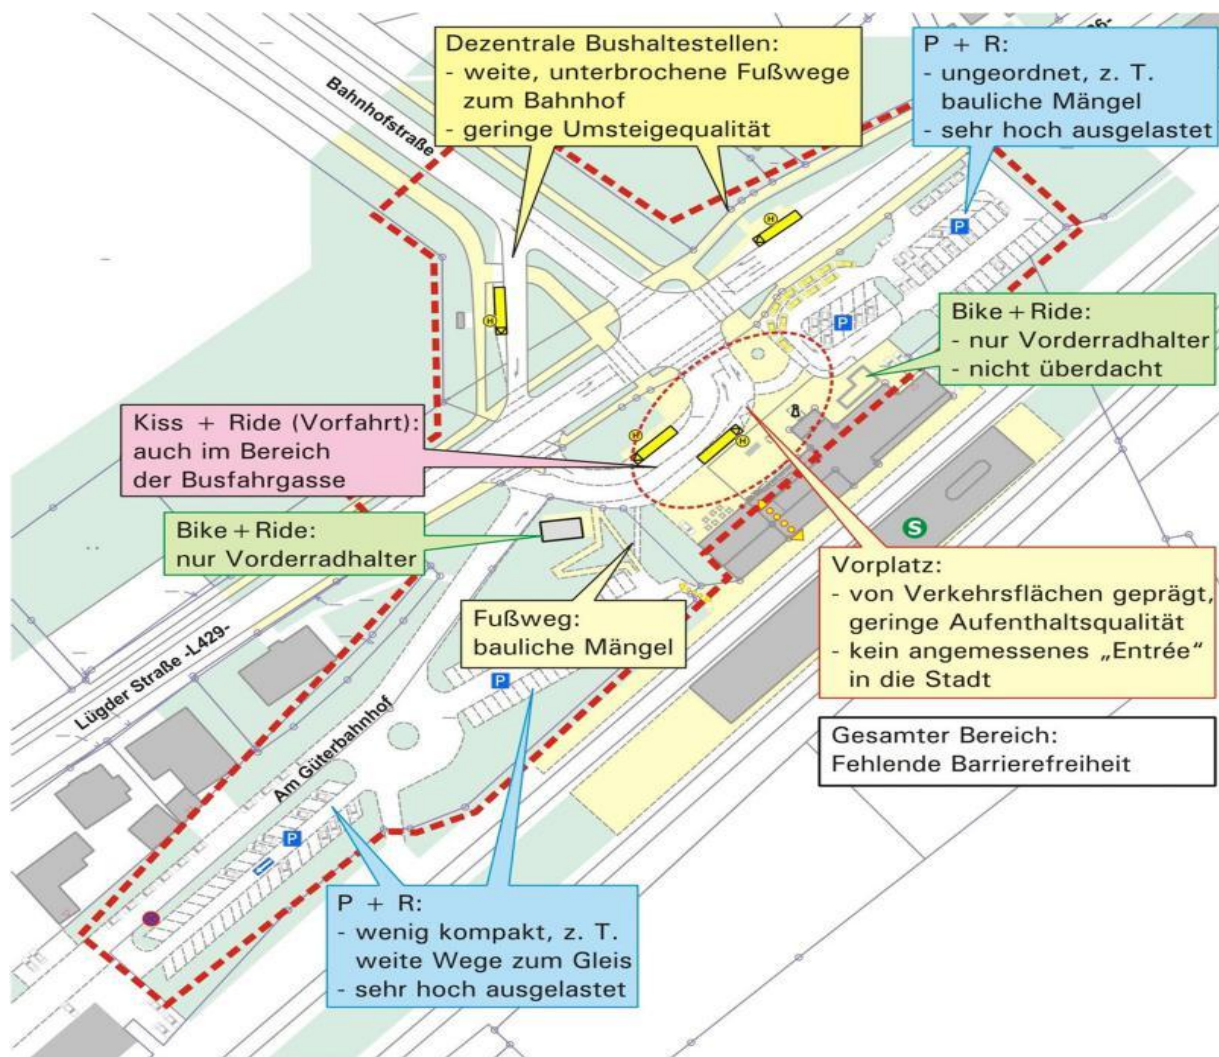 Dezentrale Bushaltestellen:
- weite, unterbrochene Fußwege
zum Bahnhof
- geringe Umsteigequalität
P + R:
- ungeordnet, z. T.
bauliche Mängel
- sehr hoch ausgelastet
Bahnhofstraße
H
H
P
P
Bike + Ride:
- nur Vorderradhalter
- nicht überdacht
Kiss + Ride (Vorfahrt):
auch im Bereich
der Busfahrgasse
H
H
Bike + Ride:
nur Vorderradhalter
S
Vorplatz:
- von Verkehrsflächen geprägt,
geringe Aufenthaltsqualität
- kein angemessenes „Entrée“
in die Stadt
Fußweg:
bauliche Mängel
Lügder Straße -L429-
P
Am Güterbahnhof
Gesamter Bereich:
Fehlende Barrierefreiheit
P
P + R:
- wenig kompakt, z. T.
weite Wege zum Gleis
- sehr hoch ausgelastet